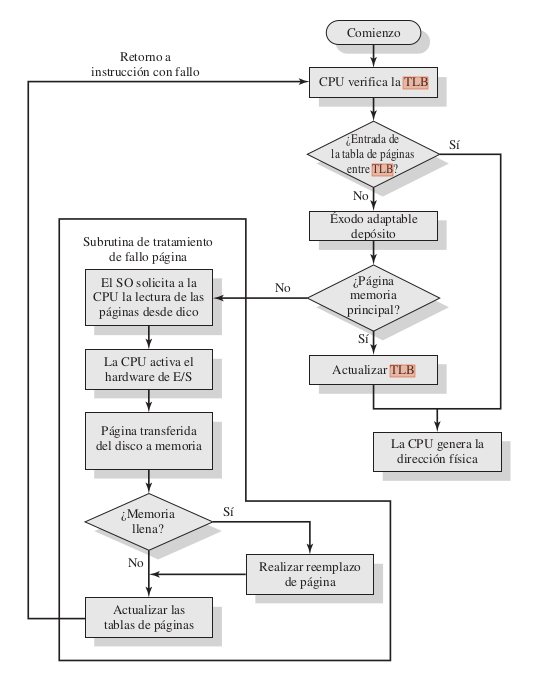 Comienzo
Retorno a
instrucción con fallo
CPU verifica la TLB
¿Entrada de
la tabla de páginas
entre TLB?
Sí
No
Éxodo adaptable
depósito
Subrutina de tratamiento
de fallo página
¿Página
memoria
principal?
No
Sí
El SO solicita a la
CPU la lectura de las
páginas desde dico
Actualizar TLB
La CPU activa el
hardware de E/S
La CPU genera la
dirección física
Página transferida
del disco a memoria
¿Memoria
llena?
Sí
No
Realizar reemplazo
de página
Actualizar las
tablas de páginas